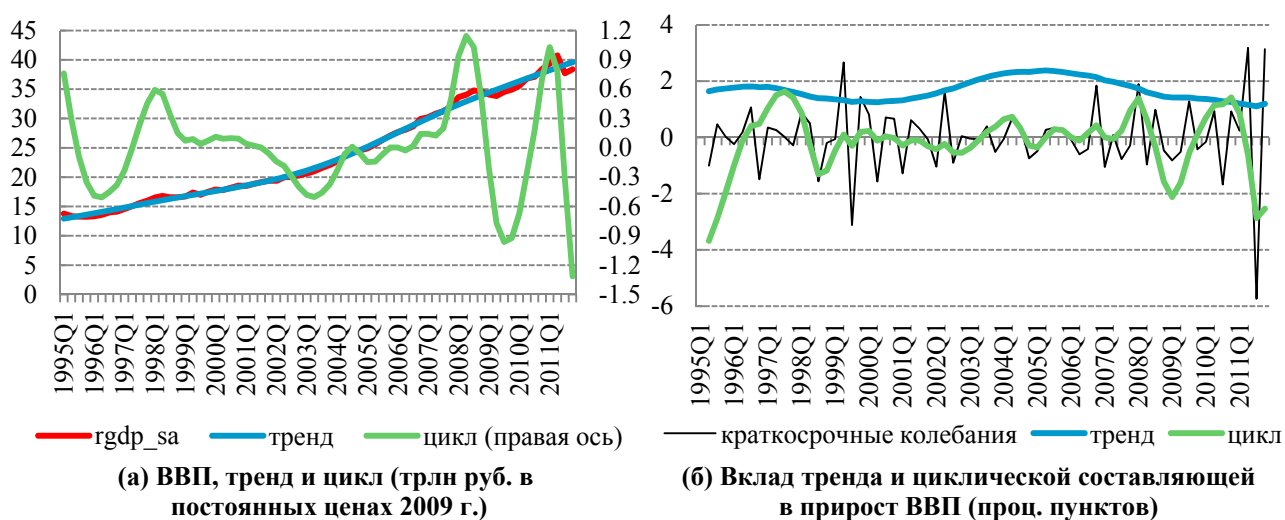 45
40
35
30
25
20
15
10
5
0
1.2
0.9
0.6
0.3
0.0
-0.3
-0.6
-0.9
-1.2
-1.5
1995Q1
1996Q1
1997Q1
1998Q1
1999Q1
2000Q1
2001Q1
2002Q1
2003Q1
2004Q1
2005Q1
2006Q1
2007Q1
2008Q1
2009Q1
2010Q1
2011Q1
rgdp_sa тренд цикл (правая ось)
(а) ВВП, тренд и цикл (трлн руб. в
постоянных ценах 2009 г.)
4
2
0
-2
-4
-6
1995Q1
1996Q1
1997Q1
1998Q1
1999Q1
2000Q1
2001Q1
2002Q1
2003Q1
2004Q1
2005Q1
2006Q1
2007Q1
2008Q1
2009Q1
2010Q1
2011Q1
краткосрочные колебания тренд цикл
(б) Вклад тренда и циклической составляющей
в прирост ВВП (проц. пунктов)